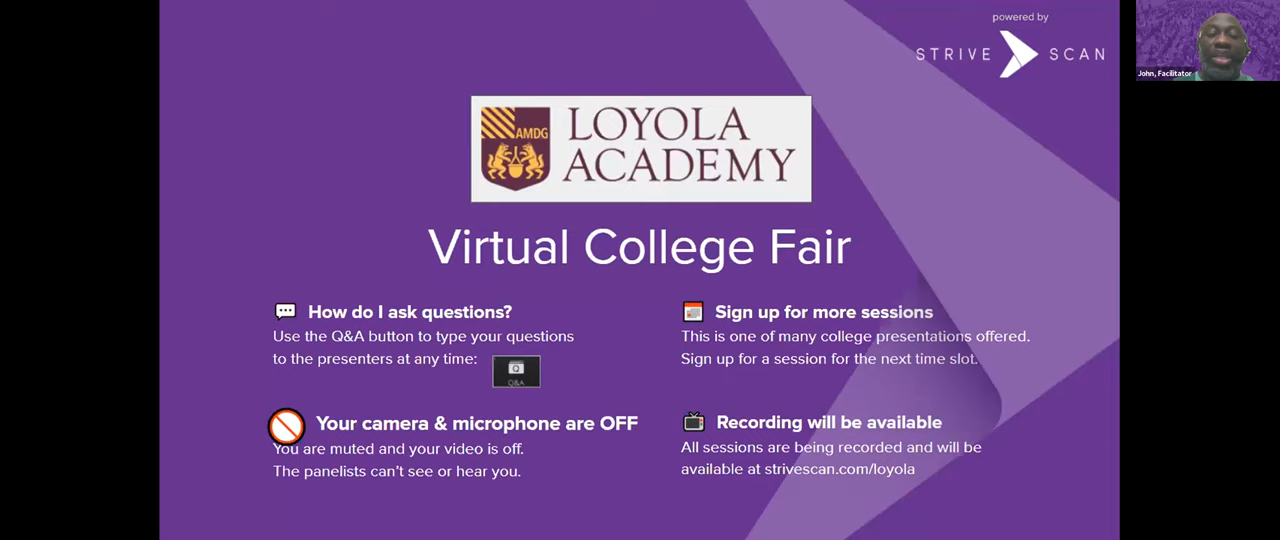 powered by
STRIVE SCAN
John, Facilitator
AMDG
LOYOLA
ACADEMY
Virtual College Fair
How do I ask questions?
Use the Q&A button to type your questions
to the presenters at any time:
Q
Q&A
Sign up for more sessions
This is one of many college presentations offered.
Sign up for a session for the next time slot.
Your camera & microphone are OFF
You are muted and your video is off.
The panelists can't see or hear you.
Recording will be available
All sessions are being recorded and will be
available at strivescan.com/loyola